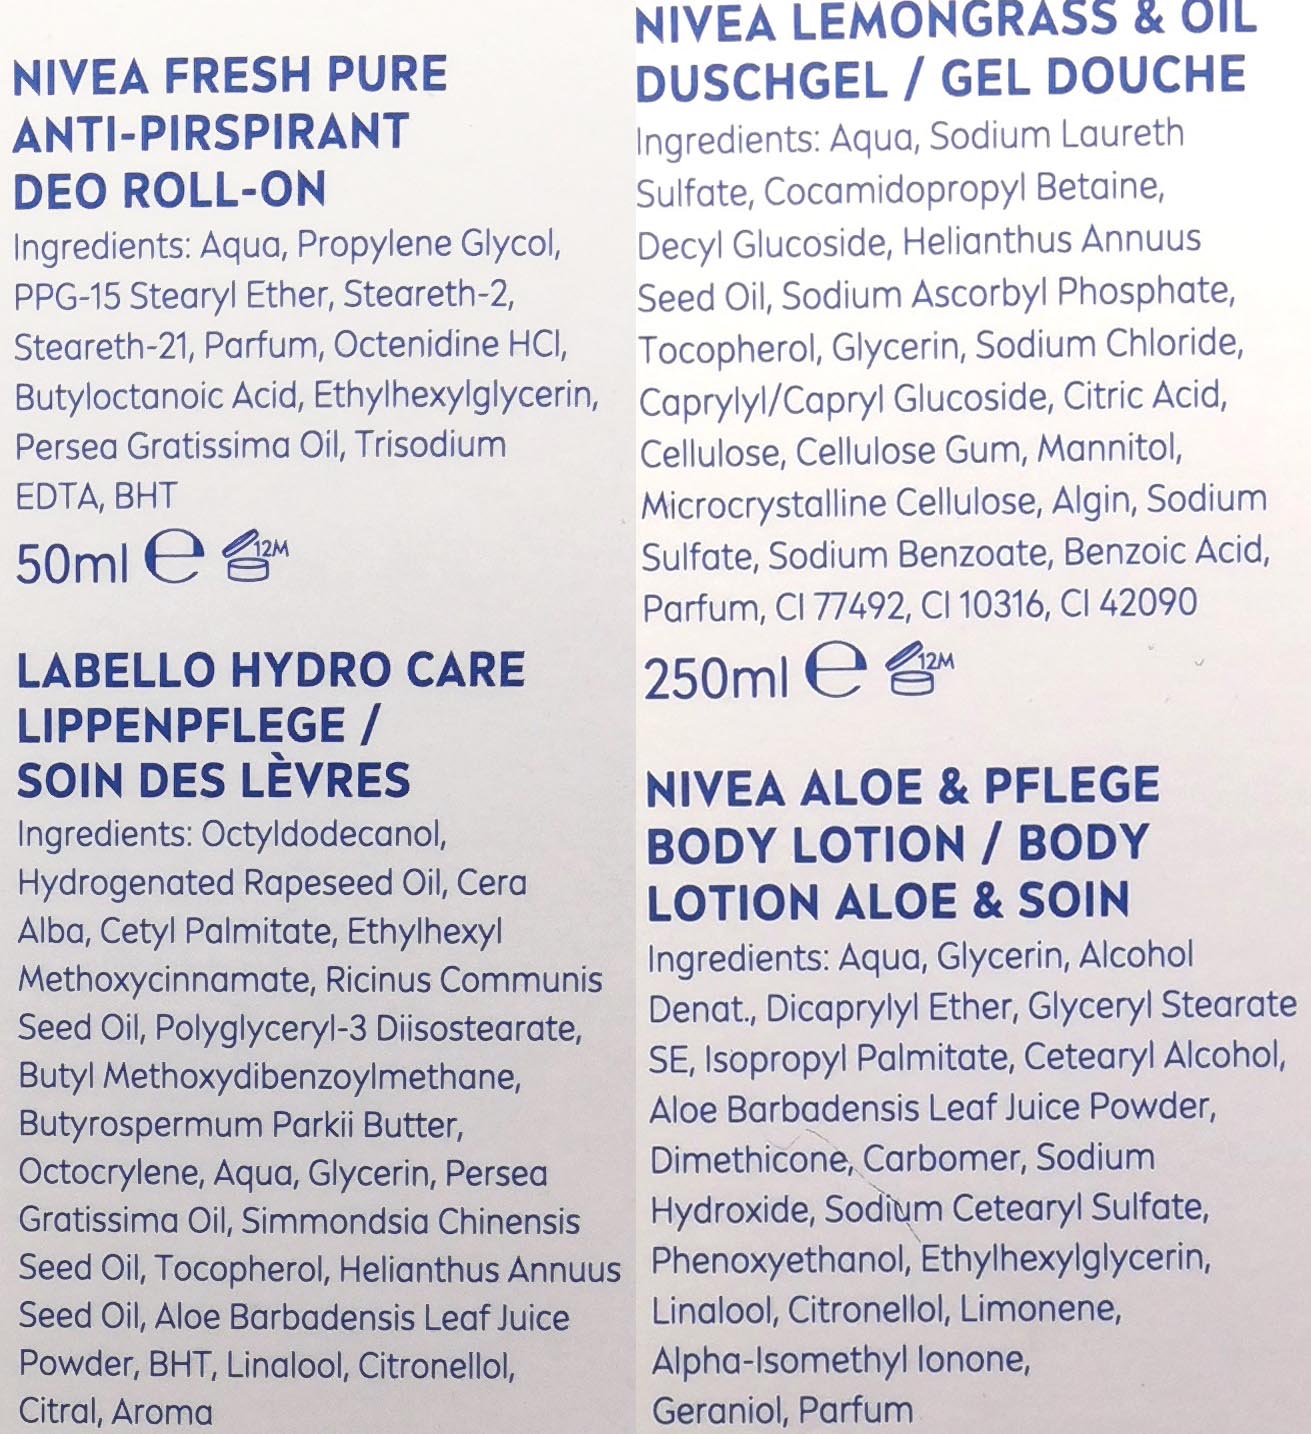 NIVEA FRESH PURE
ANTI-PIRSPIRANT
DEO ROLL-ON
Ingredients: Aqua, Propylene Glycol,
PPG-15 Stearyl Ether, Steareth-2,
Steareth-21, Parfum, Octenidine HCl,
Butyloctanoic Acid, Ethylhexylglycerin,
Persea Gratissima Oil, Trisodium
EDTA, BHT
50ml ℮ 12M
LABELLO HYDRO CARE
LIPPENPFLEGE /
SOIN DES LÈVRES
Ingredients: Octyldodecanol,
Hydrogenated Rapeseed Oil, Cera
Alba, Cetyl Palmitate, Ethylhexyl
Methoxycinnamate, Ricinus Communis
Seed Oil, Polyglyceryl-3 Diisostearate,
Butyl Methoxydibenzoylmethane,
Butyrospermum Parkii Butter,
Octocrylene, Aqua, Glycerin, Persea
Gratissima Oil, Simmondsia Chinensis
Seed Oil, Tocopherol, Helianthus Annuus
Seed Oil, Aloe Barbadensis Leaf Juice
Powder, BHT, Linalool, Citronellol,
Citral, Aroma
NIVEA LEMONGRASS & OIL
DUSCHGEL / GEL DOUCHE
Ingredients: Aqua, Sodium Laureth
Sulfate, Cocamidopropyl Betaine,
Decyl Glucoside, Helianthus Annuus
Seed Oil, Sodium Ascorbyl Phosphate,
Tocopherol, Glycerin, Sodium Chloride,
Caprylyl/Capryl Glucoside, Citric Acid,
Cellulose, Cellulose Gum, Mannitol,
Microcrystalline Cellulose, Algin, Sodium
Sulfate, Sodium Benzoate, Benzoic Acid,
Parfum, CI 77492, CI 10316, CI 42090
250ml ℮ 12M
NIVEA ALOE & PFLEGE
BODY LOTION / BODY
LOTION ALOE & SOIN
Ingredients: Aqua, Glycerin, Alcohol
Denat., Dicaprylyl Ether, Glyceryl Stearate
SE, Isopropyl Palmitate, Cetearyl Alcohol,
Aloe Barbadensis Leaf Juice Powder,
Dimethicone, Carbomer, Sodium
Hydroxide, Sodium Cetearyl Sulfate,
Phenoxyethanol, Ethylhexylglycerin,
Linalool, Citronellol, Limonene,
Alpha-Isomethyl Ionone,
Geraniol, Parfum